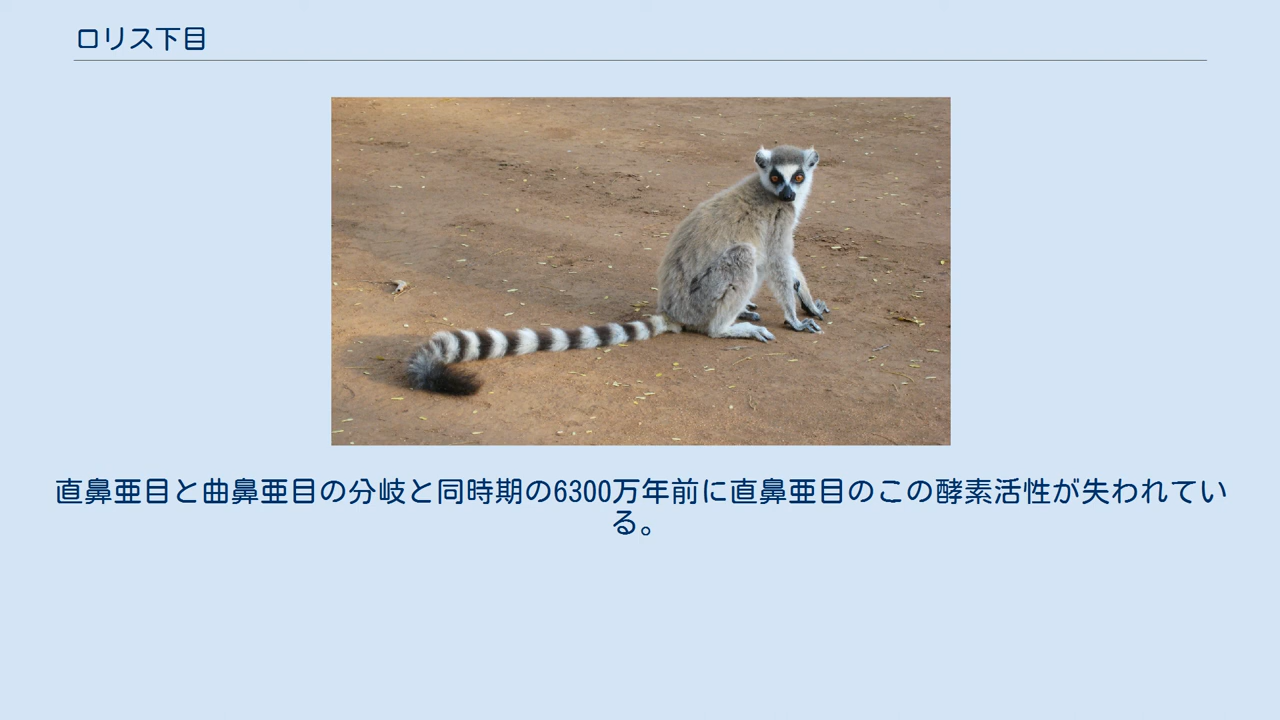 ロリス下目
直鼻亜目と曲鼻亜目の分岐と同時期の6300万年前に直鼻亜目のこの酵素活性が失われてい
る。